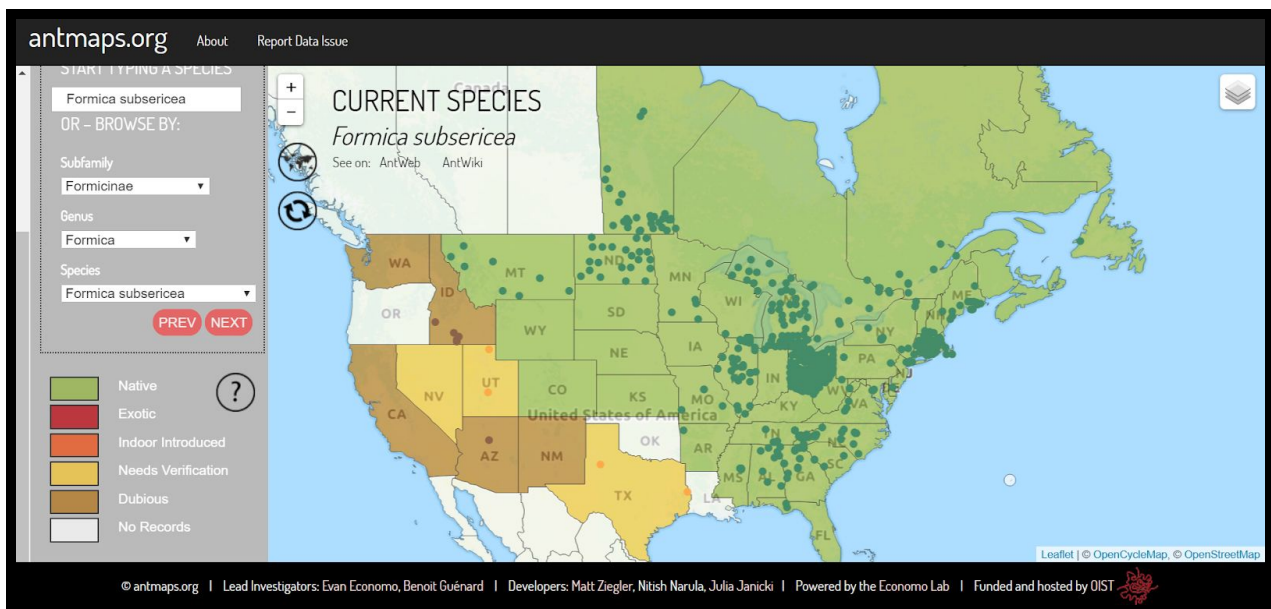 antmaps.org About Report Data Issue
START TYPING A SPECIES
Formica subsericea
OR – BROWSE BY:
Subfamily
Formicinae
Genus
Formica
Species
Formica subsericea
PREV NEXT
Native
Exotic
Indoor Introduced
Needs Verification
Dubious
No Records
?
+
−
Canada
CURRENT SPECIES
Formica subsericea
See on: AntWeb AntWiki
WA
MT
ND
MN
ID
OR
SD
WI
ME
WY
NY
NE
IA
PA
NV
UT
CO
KS
MO
IN
NJ
CA
United States of America
KY
WV
VA
AZ
NM
OK
AR
TN
NC
SC
MS
AL
GA
TX
LA
FL
Leaflet | © OpenCycleMap, © OpenStreetMap
© antmaps.org | Lead Investigators: Evan Economo, Benoit Guénard | Developers: Matt Ziegler, Nitish Narula, Julia Janicki | Powered by the Economo Lab | Funded and hosted by OIST